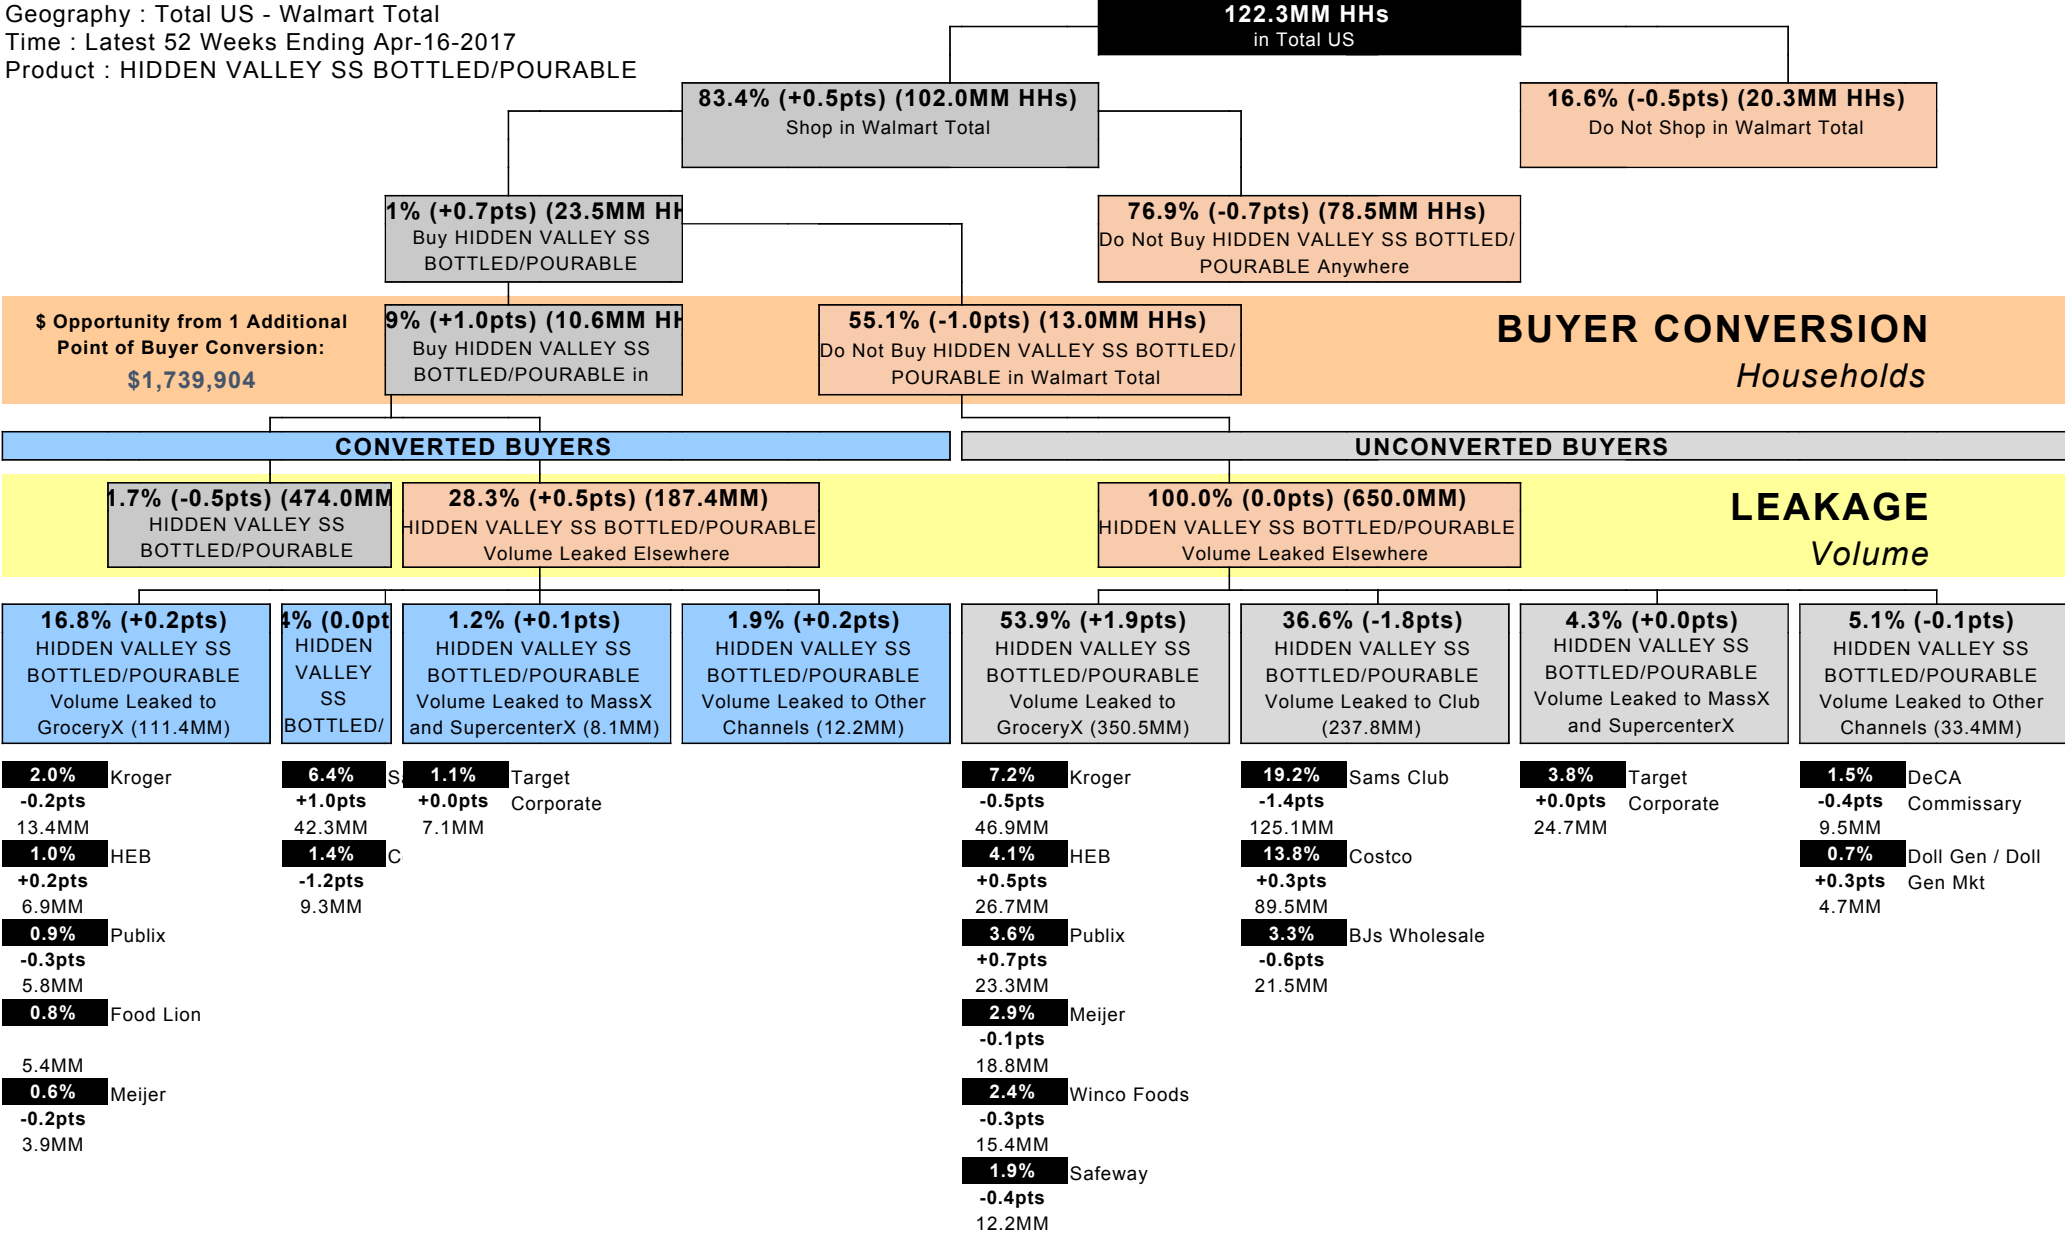 Geography : Total US - Walmart Total
Time : Latest 52 Weeks Ending Apr-16-2017
Product : HIDDEN VALLEY SS BOTTLED/POURABLE
122.3MM HHs
in Total US
83.4% (+0.5pts) (102.0MM HHs)
Shop in Walmart Total
16.6% (-0.5pts) (20.3MM HHs)
Do Not Shop in Walmart Total
1% (+0.7pts) (23.5MM HH
Buy HIDDEN VALLEY SS
BOTTLED/POURABLE
76.9% (-0.7pts) (78.5MM HHs)
Do Not Buy HIDDEN VALLEY SS BOTTLED/
POURABLE Anywhere
$ Opportunity from 1 Additional
Point of Buyer Conversion:
$1,739,904
9% (+1.0pts) (10.6MM HH
Buy HIDDEN VALLEY SS
BOTTLED/POURABLE in
55.1% (-1.0pts) (13.0MM HHs)
Do Not Buy HIDDEN VALLEY SS BOTTLED/
POURABLE in Walmart Total
BUYER CONVERSION
Households
CONVERTED BUYERS
UNCONVERTED BUYERS
1.7% (-0.5pts) (474.0MM
HIDDEN VALLEY SS
BOTTLED/POURABLE
28.3% (+0.5pts) (187.4MM)
HIDDEN VALLEY SS BOTTLED/POURABLE
Volume Leaked Elsewhere
100.0% (0.0pts) (650.0MM)
HIDDEN VALLEY SS BOTTLED/POURABLE
Volume Leaked Elsewhere
LEAKAGE
Volume
16.8% (+0.2pts)
HIDDEN VALLEY SS
BOTTLED/POURABLE
Volume Leaked to
GroceryX (111.4MM)
4% (0.0pt
HIDDEN
VALLEY
SS
BOTTLED/
1.2% (+0.1pts)
HIDDEN VALLEY SS
BOTTLED/POURABLE
Volume Leaked to MassX
and SupercenterX (8.1MM)
1.9% (+0.2pts)
HIDDEN VALLEY SS
BOTTLED/POURABLE
Volume Leaked to Other
Channels (12.2MM)
53.9% (+1.9pts)
HIDDEN VALLEY SS
BOTTLED/POURABLE
Volume Leaked to
GroceryX (350.5MM)
36.6% (-1.8pts)
HIDDEN VALLEY SS
BOTTLED/POURABLE
Volume Leaked to Club
(237.8MM)
4.3% (+0.0pts)
HIDDEN VALLEY SS
BOTTLED/POURABLE
Volume Leaked to MassX
and SupercenterX
5.1% (-0.1pts)
HIDDEN VALLEY SS
BOTTLED/POURABLE
Volume Leaked to Other
Channels (33.4MM)
2.0% Kroger
-0.2pts
13.4MM
1.0% HEB
+0.2pts
6.9MM
0.9% Publix
-0.3pts
5.8MM
0.8% Food Lion
5.4MM
0.6% Meijer
-0.2pts
3.9MM
6.4%
+1.0pts
42.3MM
1.4% C
-1.2pts
9.3MM
1.1% Target
+0.0pts Corporate
7.1MM
7.2% Kroger
-0.5pts
46.9MM
4.1% HEB
+0.5pts
26.7MM
3.6% Publix
+0.7pts
23.3MM
2.9% Meijer
-0.1pts
18.8MM
2.4% Winco Foods
-0.3pts
15.4MM
1.9% Safeway
-0.4pts
12.2MM
19.2% Sams Club
-1.4pts
125.1MM
13.8% Costco
+0.3pts
89.5MM
3.3% BJs Wholesale
-0.6pts
21.5MM
3.8% Target
+0.0pts Corporate
24.7MM
1.5% DeCA
-0.4pts Commissary
9.5MM
0.7% Doll Gen / Doll
+0.3pts Gen Mkt
4.7MM